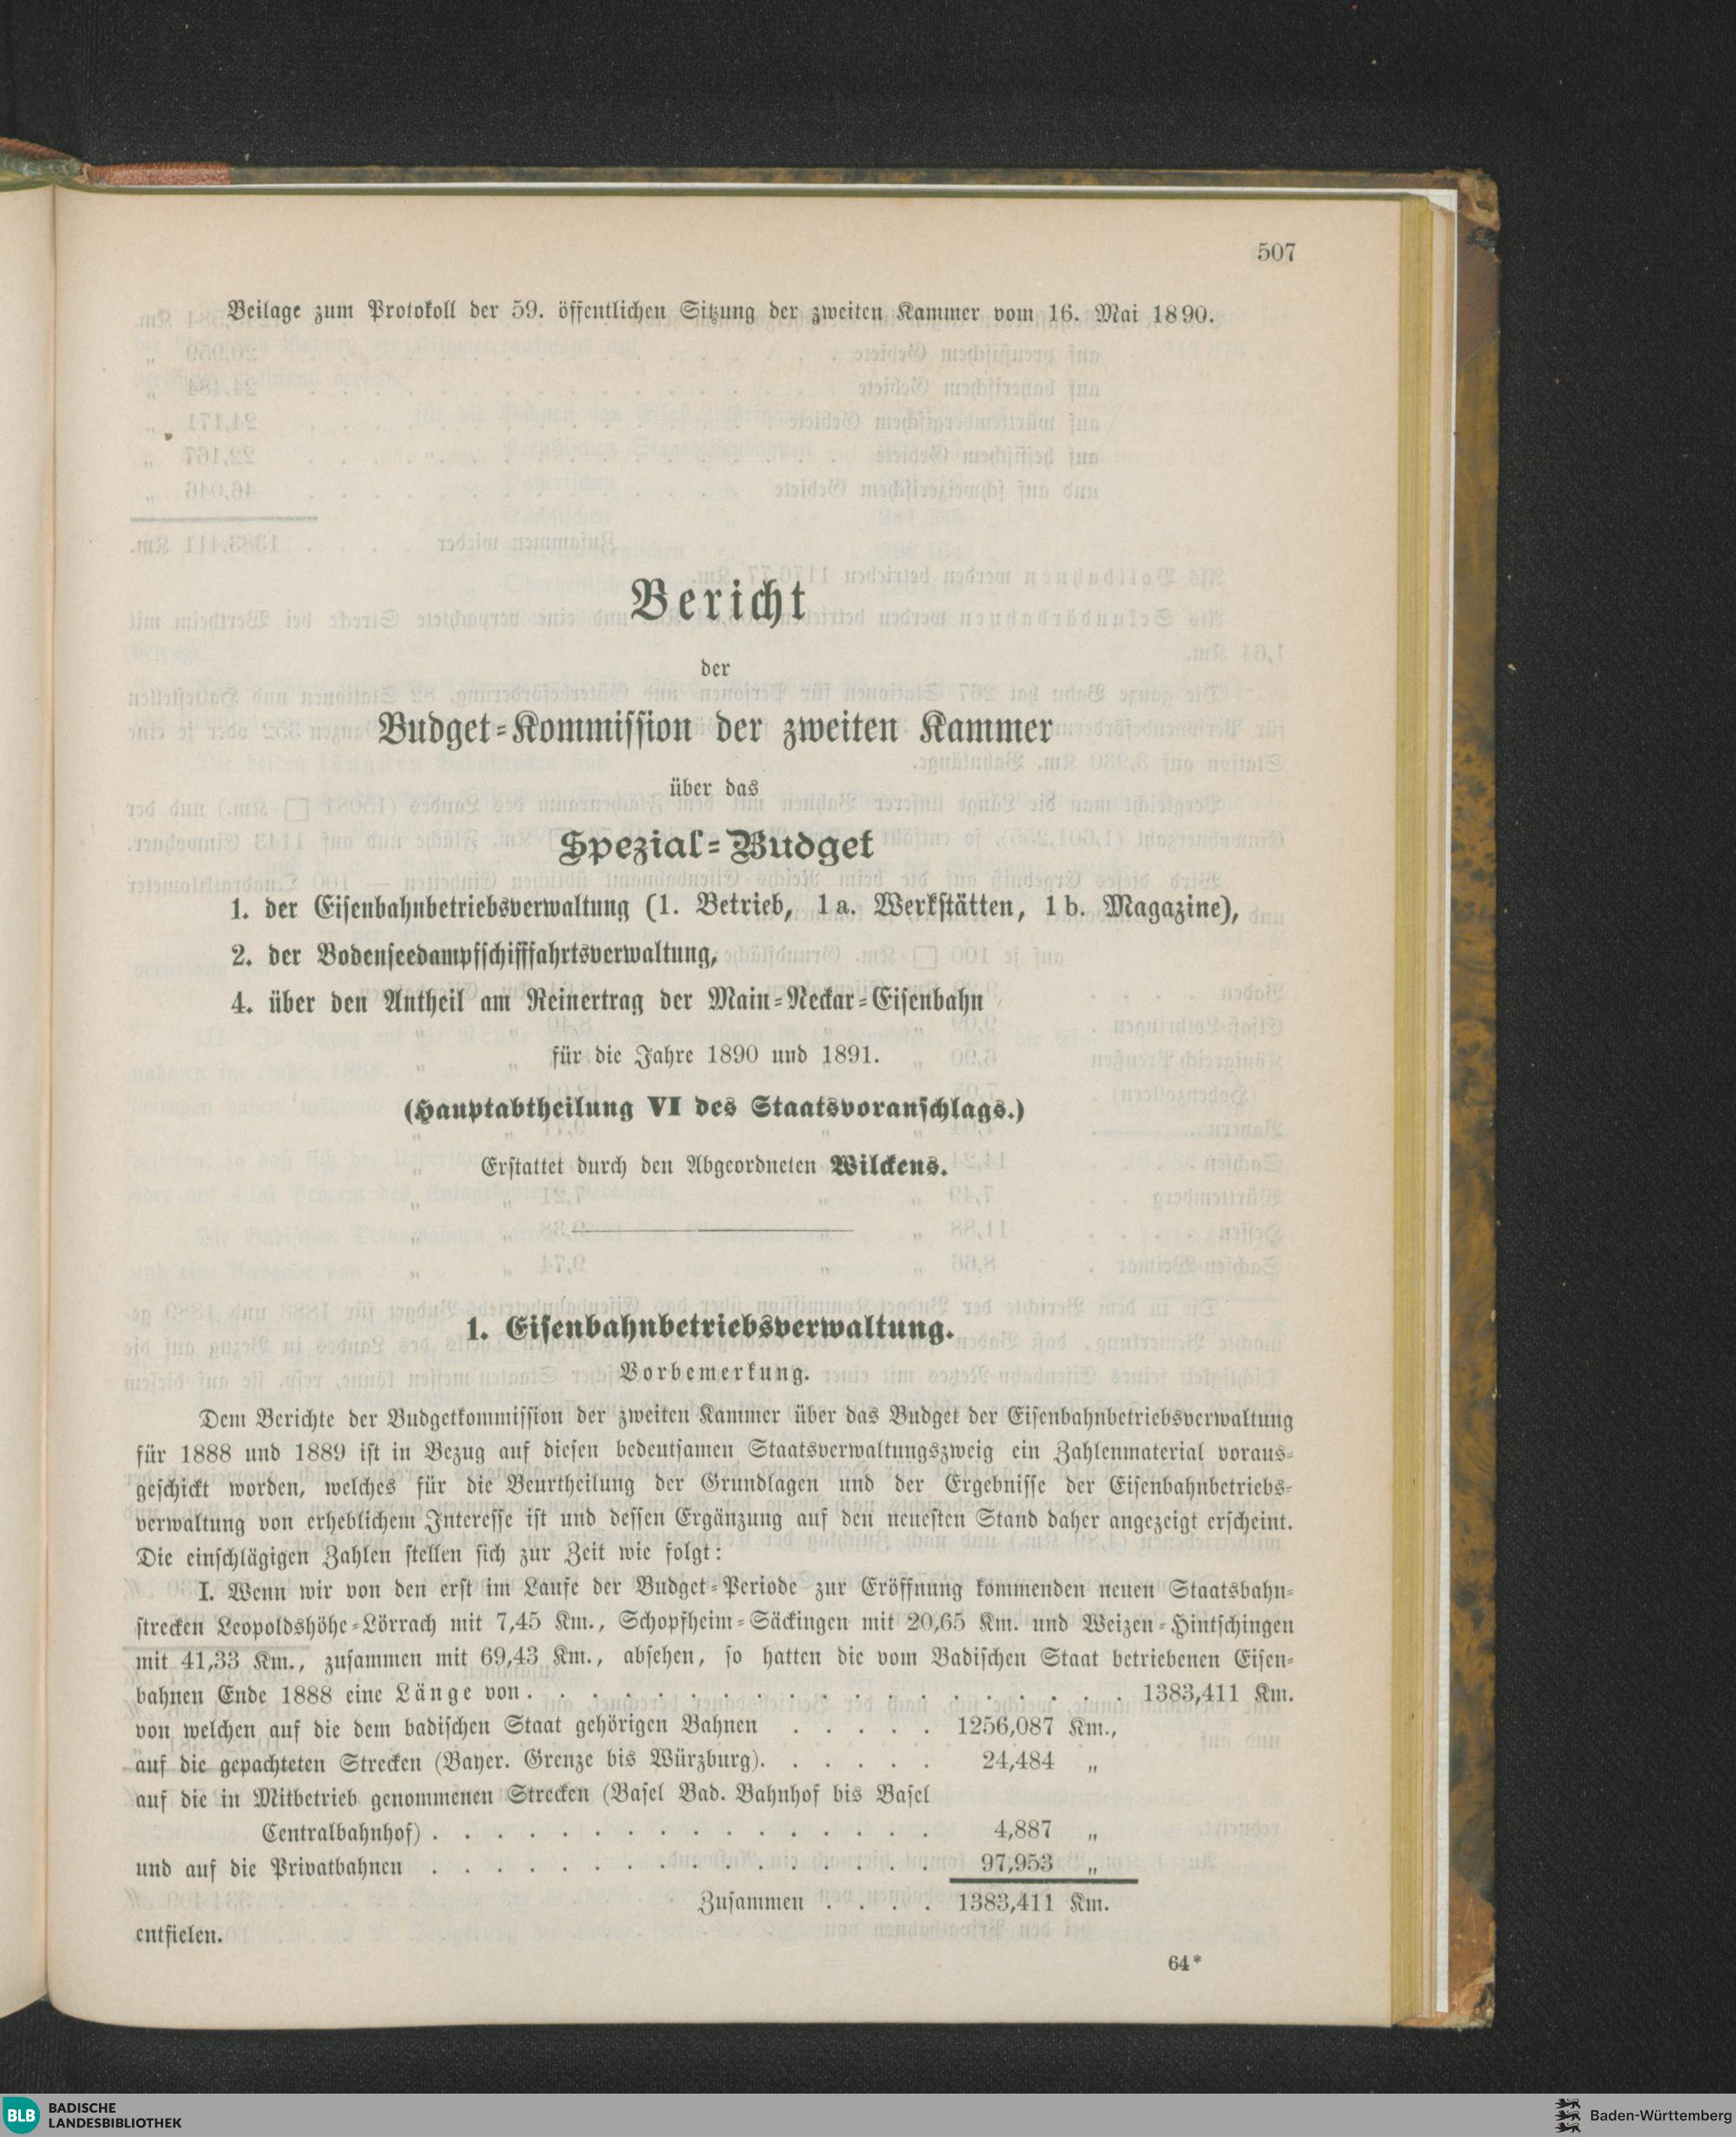 507
Beilage zum Protokoll der 59. öffentlichen Sitzung der zweiten Kammer vom 16. Mai 1890.
Bericht
der
Budget-Kommission der zweiten Kammer
über das
Spezial-Budget
1. der Eisenbahnbetriebsverwaltung (1. Betrieb, 1a. Werkstätten, 1b. Magazine),
2. der Bodenseedampfschifffahrtsverwaltung,
4. über den Antheil am Reinertrag der Main-Neckar-Eisenbahn
für die Jahre 1890 und 1891.
(Hauptabtheilung VI des Staatsvoranschlags.)
Erstattet durch den Abgeordneten Wilckens.
1. Eisenbahnbetriebsverwaltung.
Vorbemerkung.
Dem Berichte der Budgetkommission der zweiten Kammer über das Budget der Eisenbahnbetriebsverwaltung
für 1888 und 1889 ist in Bezug auf diesen bedeutsamen Staatsverwaltungszweig ein Zahlenmaterial voraus-
geschickt worden, welches für die Beurtheilung der Grundlagen und der Ergebnisse der Eisenbahnbetriebs-
verwaltung von erheblichem Interesse ist und dessen Ergänzung auf den neuesten Stand daher angezeigt erscheint.
Die einschlägigen Zahlen stellen sich zur Zeit wie folgt:
I. Wenn wir von den erst im Laufe der Budget-Periode zur Eröffnung kommenden neuen Staatsbahn-
strecken Leopoldshöhe-Lörrach mit 7,45 Km., Schopfheim-Säckingen mit 20,65 Km. und Weizen-Hintschingen
mit 41,33 Km., zusammen mit 69,43 Km., absehen, so hatten die vom Badischen Staat betriebenen Eisen-
bahnen Ende 1888 eine Länge von . . . . . . . . . . . . . . . . . . . 1383,411 Km.
von welchen auf die dem badischen Staat gehörigen Bahnen . . . . . 1256,087 Km.,
auf die gepachteten Strecken (Bayer. Grenze bis Würzburg). . . . . . 24,484 „
auf die in Mitbetrieb genommenen Strecken (Basel Bad. Bahnhof bis Basel
Centralbahnhof) . . . . . . . . . . . . . . . . 4,887 „
und auf die Privatbahnen . . . . . . . . . . . . . . . . 97,953 „
Zusammen . . . . 1383,411 Km.
entfielen.
64*
BLB BADISCHE
LANDESBIBLIOTHEK
Baden-Württemberg